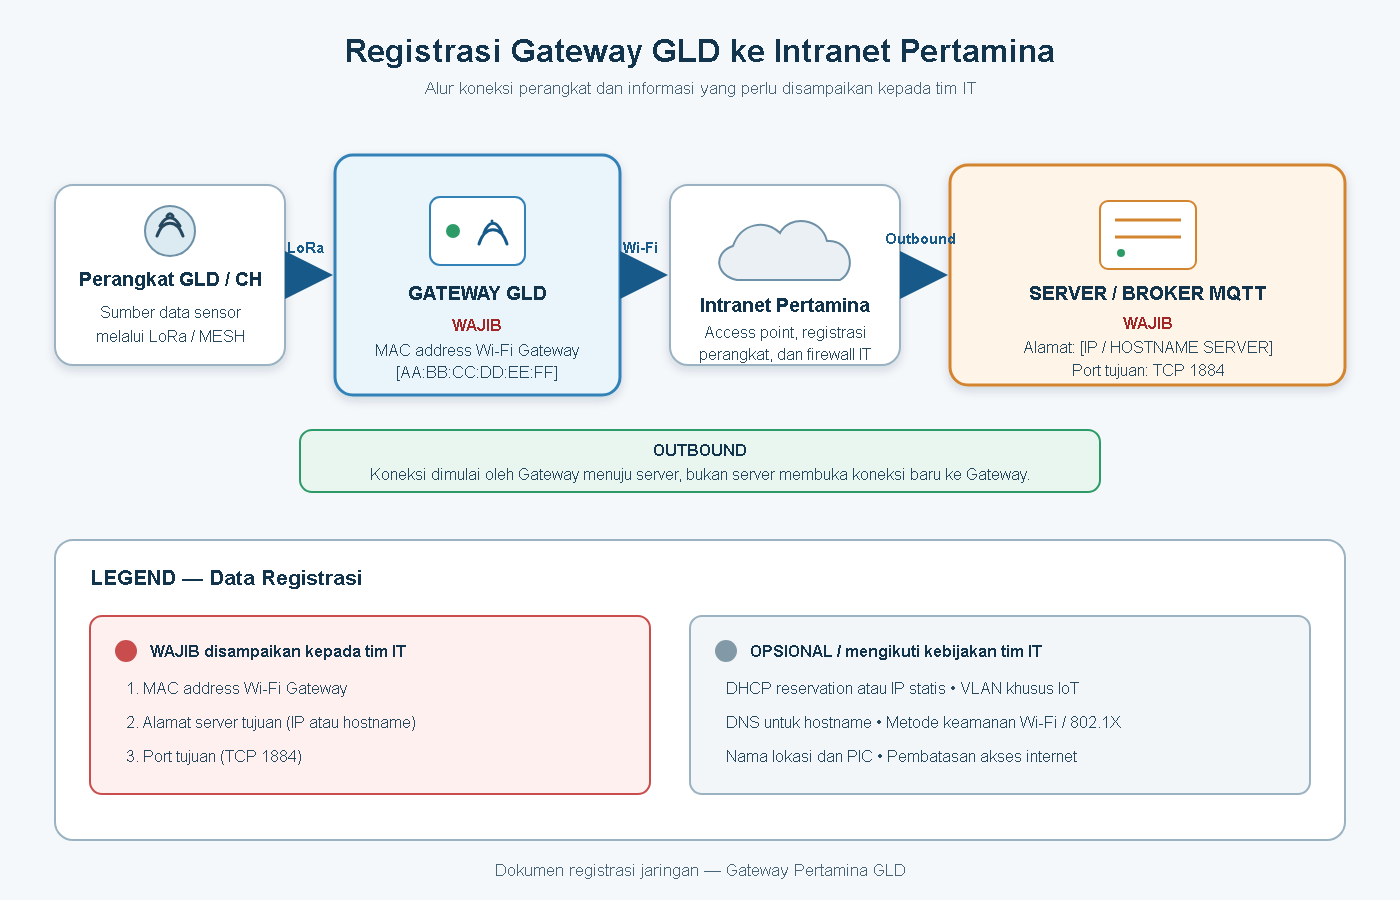 Registrasi Gateway GLD ke Intranet Pertamina
Alur koneksi perangkat dan informasi yang perlu disampaikan kepada tim IT
Perangkat GLD / CH
Sumber data sensor
melalui LoRa / MESH
LoRa
GATEWAY GLD
WAJIB
MAC address Wi-Fi Gateway
[AA:BB:CC:DD:EE:FF]
Wi-Fi
Intranet Pertamina
Access point, registrasi
perangkat, dan firewall IT
Outbound
SERVER / BROKER MQTT
WAJIB
Alamat: [IP / HOSTNAME SERVER]
Port tujuan: TCP 1884
OUTBOUND
Koneksi dimulai oleh Gateway menuju server, bukan server membuka koneksi baru ke Gateway.
LEGEND — Data Registrasi
WAJIB disampaikan kepada tim IT
1. MAC address Wi-Fi Gateway
2. Alamat server tujuan (IP atau hostname)
3. Port tujuan (TCP 1884)
OPSIONAL / mengikuti kebijakan tim IT
DHCP reservation atau IP statis • VLAN khusus IoT
DNS untuk hostname • Metode keamanan Wi-Fi / 802.1X
Nama lokasi dan PIC • Pembatasan akses internet
Dokumen registrasi jaringan — Gateway Pertamina GLD